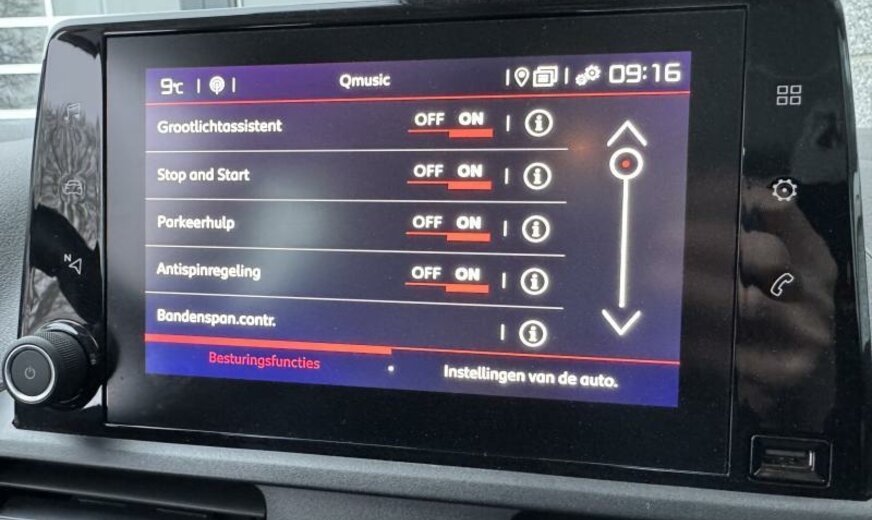 9°C Qmusic 09:16
Grootlichtassistent OFF ON
Stop and Start OFF ON
Parkeerhulp OFF ON
Antispinregeling OFF ON
Bandenspan.contr.
Besturingsfuncties
Instellingen van de auto.
N